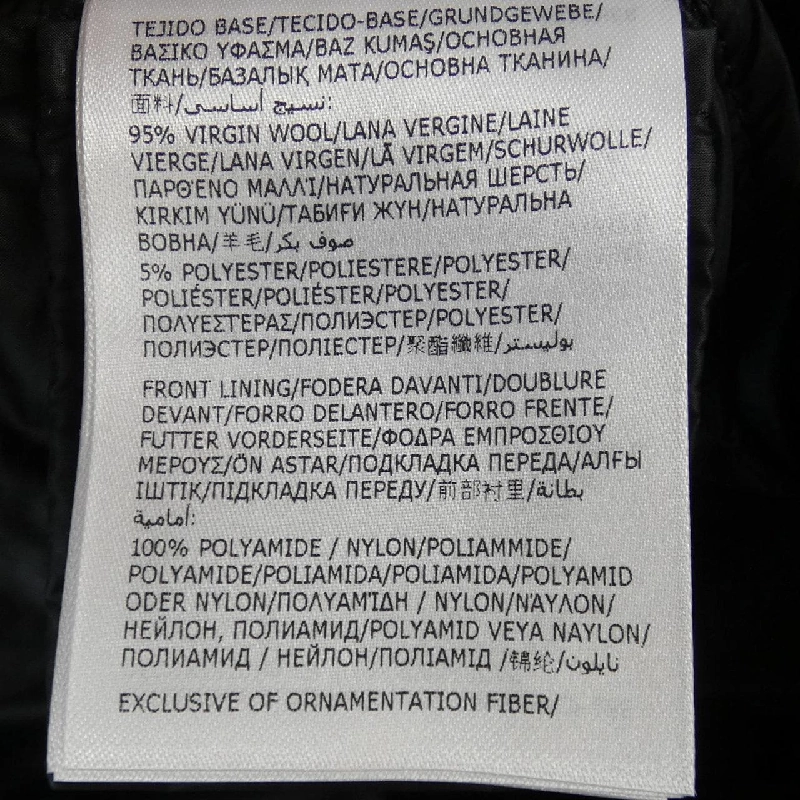 TEJIDO BASE/TECIDO-BASE/GRUNDGEWEBE/
ΒΑΣΙΚΟ ΥΦΑΣΜΑ/BAZ KUMAŞ/ОСНОВНАЯ
ТКАНЬ/БАЗАЛЫҚ МАТА/ОСНОВНА ТКАНИНА/
面料/نسيج أساسي:
95% VIRGIN WOOL/LANA VERGINE/LAINE
VIERGE/LANA VIRGEN/LÃ VIRGEM/SCHURWOLLE/
ΠΑΡΘΈΝΟ ΜΑΛΛΊ/НАТУРАЛЬНАЯ ШЕРСТЬ/
KIRKIM YÜNÜ/ТАБИҒИ ЖҮН/НАТУРАЛЬНА
ВОВНА/羊毛/صوف بكر
5% POLYESTER/POLIESTERE/POLYESTER/
POLIÉSTER/POLIÉSTER/POLYESTER/
ΠΟΛΥΕΣΤΕΡΑΣ/ПОЛИЭСТЕР/POLYESTER/
ПОЛИЭСТЕР/ПОЛІЕСТЕР/聚酯纖維/بوليستر
FRONT LINING/FODERA DAVANTI/DOUBLURE
DEVANT/FORRO DELANTERO/FORRO FRENTE/
FUTTER VORDERSEITE/ΦΟΔΡΑ ΕΜΠΡΟΣΘΙΟΥ
ΜΕΡΟΥΣ/ÖN ASTAR/ПОДКЛАДКА ПЕРЕДА/АЛҒЫ
ІШТІК/ПІДКЛАДКА ПЕРЕДУ/前部衬里/بطانة
أمامية:
100% POLYAMIDE / NYLON/POLIAMMIDE/
POLYAMIDE/POLIAMIDA/POLIAMIDA/POLYAMID
ODER NYLON/ΠΟΛΥΑΜΊΔΗ / NYLON/ΝΆΥΛΟΝ/
НЕЙЛОН, ПОЛИАМИД/POLYAMID VEYA NAYLON/
ПОЛИАМИД / НЕЙЛОН/ПОЛІАМІД /锦纶/نايلون
EXCLUSIVE OF ORNAMENTATION FIBER/